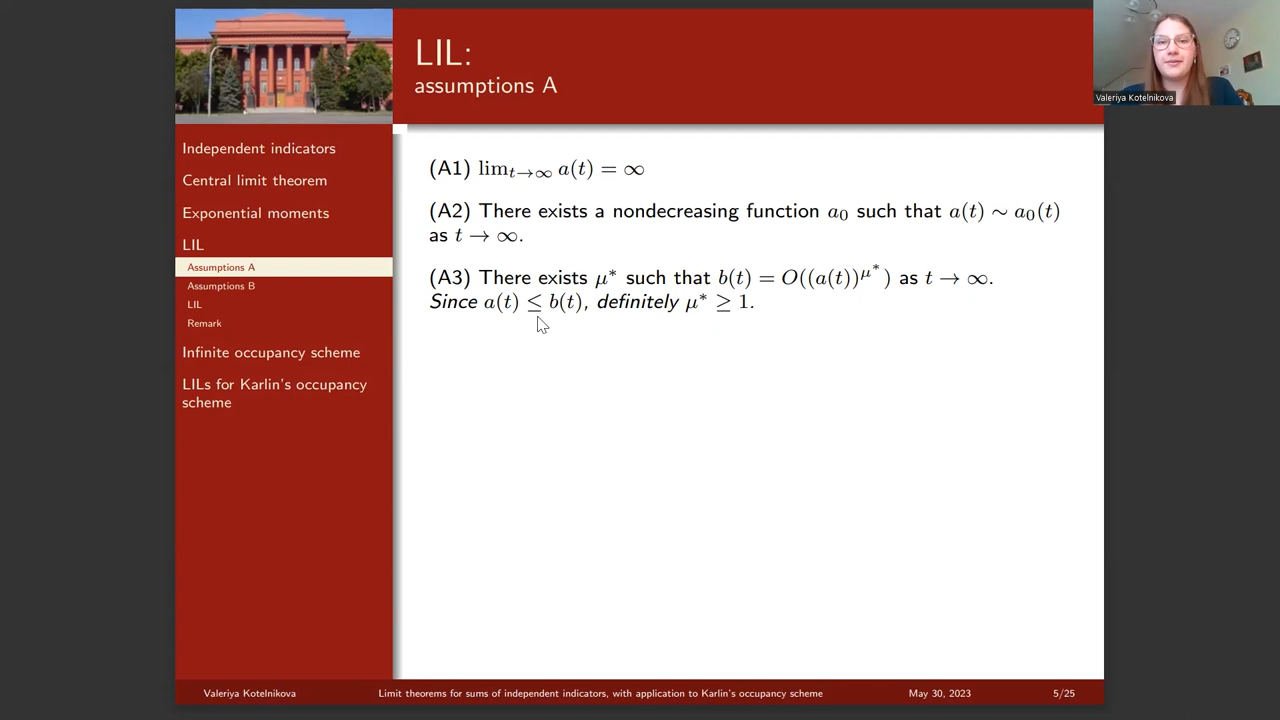 LIL:
assumptions A
Valeriya Kotelnikova
Independent indicators
Central limit theorem
Exponential moments
LIL
Assumptions A
Assumptions B
LIL
Remark
Infinite occupancy scheme
LILs for Karlin's occupancy
scheme
(A1) lim_{t→∞} a(t) = ∞
(A2) There exists a nondecreasing function a₀ such that a(t) ∼ a₀(t)
as t → ∞.
(A3) There exists μ* such that b(t) = O((a(t))^{μ*}) as t → ∞.
Since a(t) ≤ b(t), definitely μ* ≥ 1.
Valeriya Kotelnikova
Limit theorems for sums of independent indicators, with application to Karlin's occupancy scheme
May 30, 2023
5/25